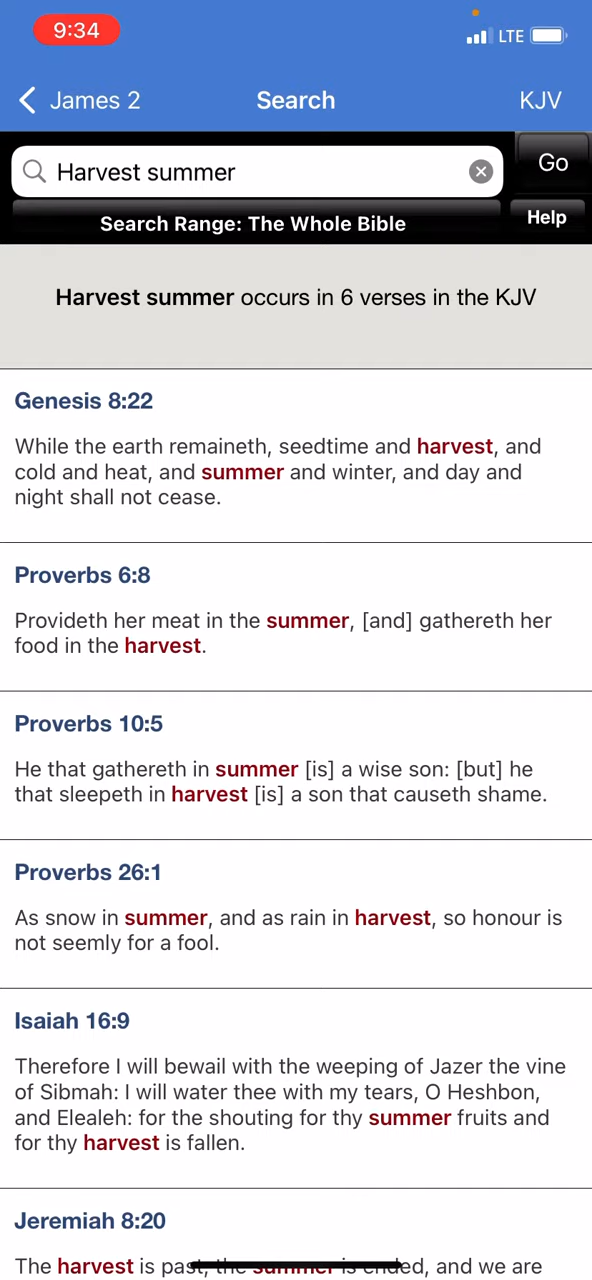 9:34
LTE
James 2
Search
KJV
Harvest summer
Go
Search Range: The Whole Bible
Help
Harvest summer occurs in 6 verses in the KJV
Genesis 8:22
While the earth remaineth, seedtime and harvest, and
cold and heat, and summer and winter, and day and
night shall not cease.
Proverbs 6:8
Provideth her meat in the summer, [and] gathereth her
food in the harvest.
Proverbs 10:5
He that gathereth in summer [is] a wise son: [but] he
that sleepeth in harvest [is] a son that causeth shame.
Proverbs 26:1
As snow in summer, and as rain in harvest, so honour is
not seemly for a fool.
Isaiah 16:9
Therefore I will bewail with the weeping of Jazer the vine
of Sibmah: I will water thee with my tears, O Heshbon,
and Elealeh: for the shouting for thy summer fruits and
for thy harvest is fallen.
Jeremiah 8:20
The harvest is past, the summer is ended, and we are